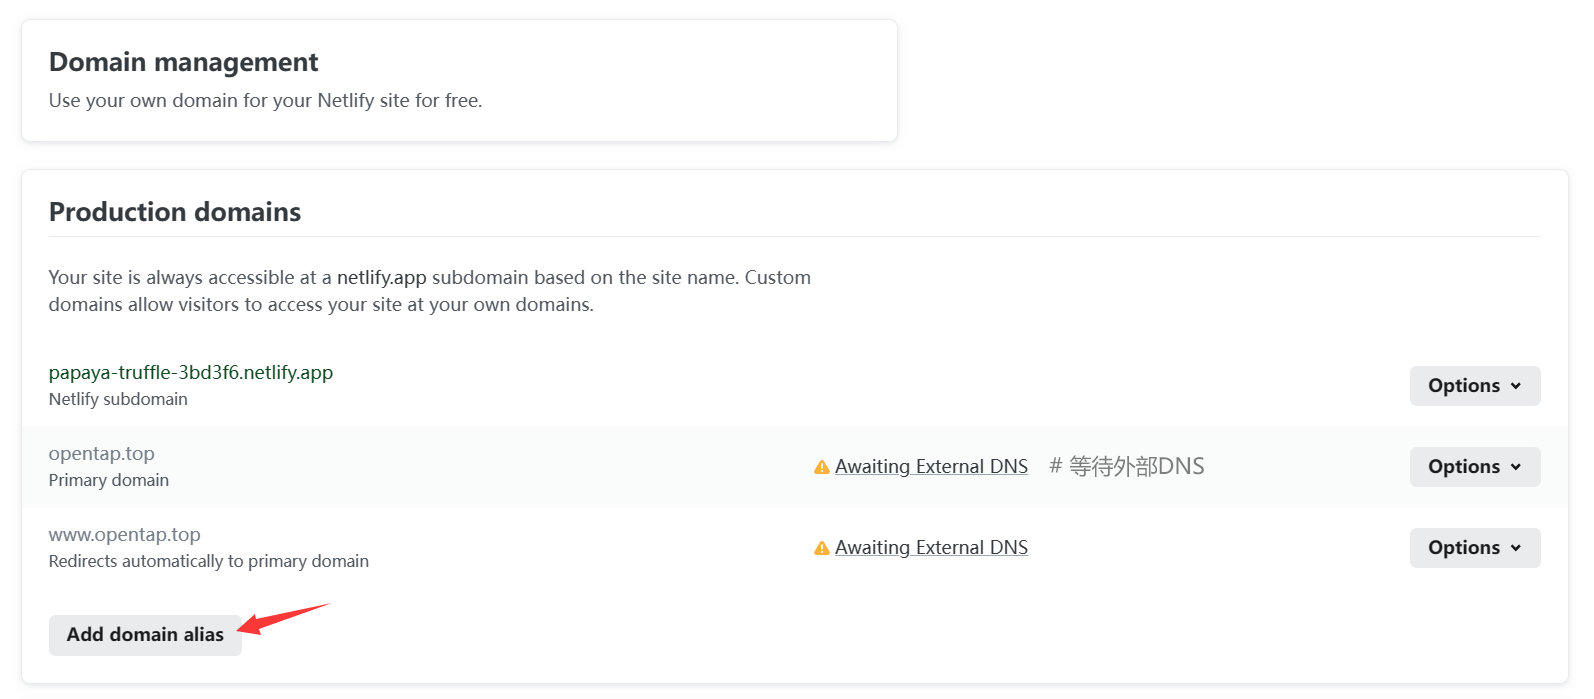 Domain management
Use your own domain for your Netlify site for free.
Production domains
Your site is always accessible at a netlify.app subdomain based on the site name. Custom
domains allow visitors to access your site at your own domains.
papaya-truffle-3bd3f6.netlify.app
Netlify subdomain
Options
opentap.top
Primary domain
Awaiting External DNS # 等待外部DNS
Options
www.opentap.top
Redirects automatically to primary domain
Awaiting External DNS
Options
Add domain alias